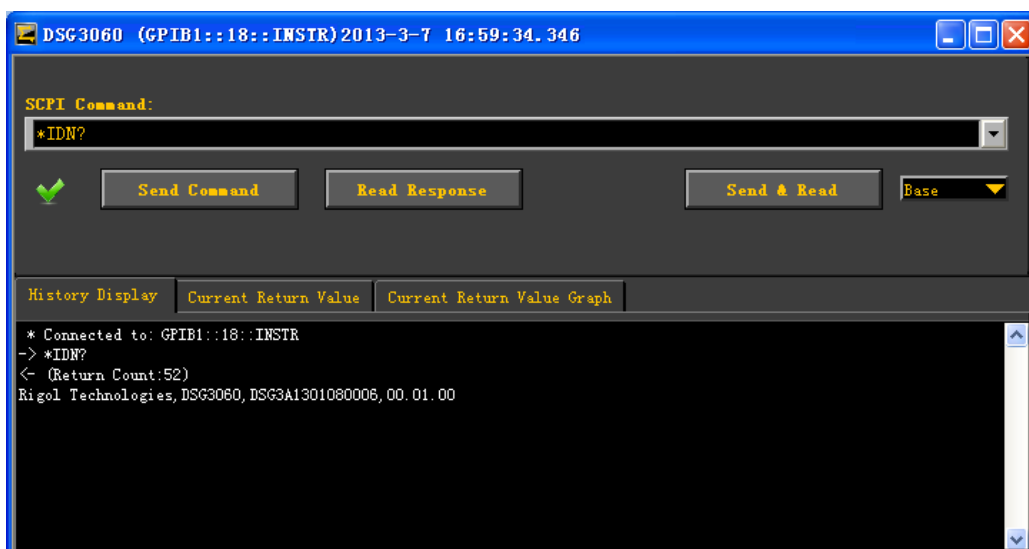 DSG3060 (GPIB1::18::INSTR)2013-3-7 16:59:34.346
SCPI Command:
*IDN?
Send Command Read Response Send & Read Base
History Display Current Return Value Current Return Value Graph
* Connected to: GPIB1::18::INSTR
-> *IDN?
<- (Return Count:52)
Rigol Technologies,DSG3060,DSG3A1301080006,00.01.00